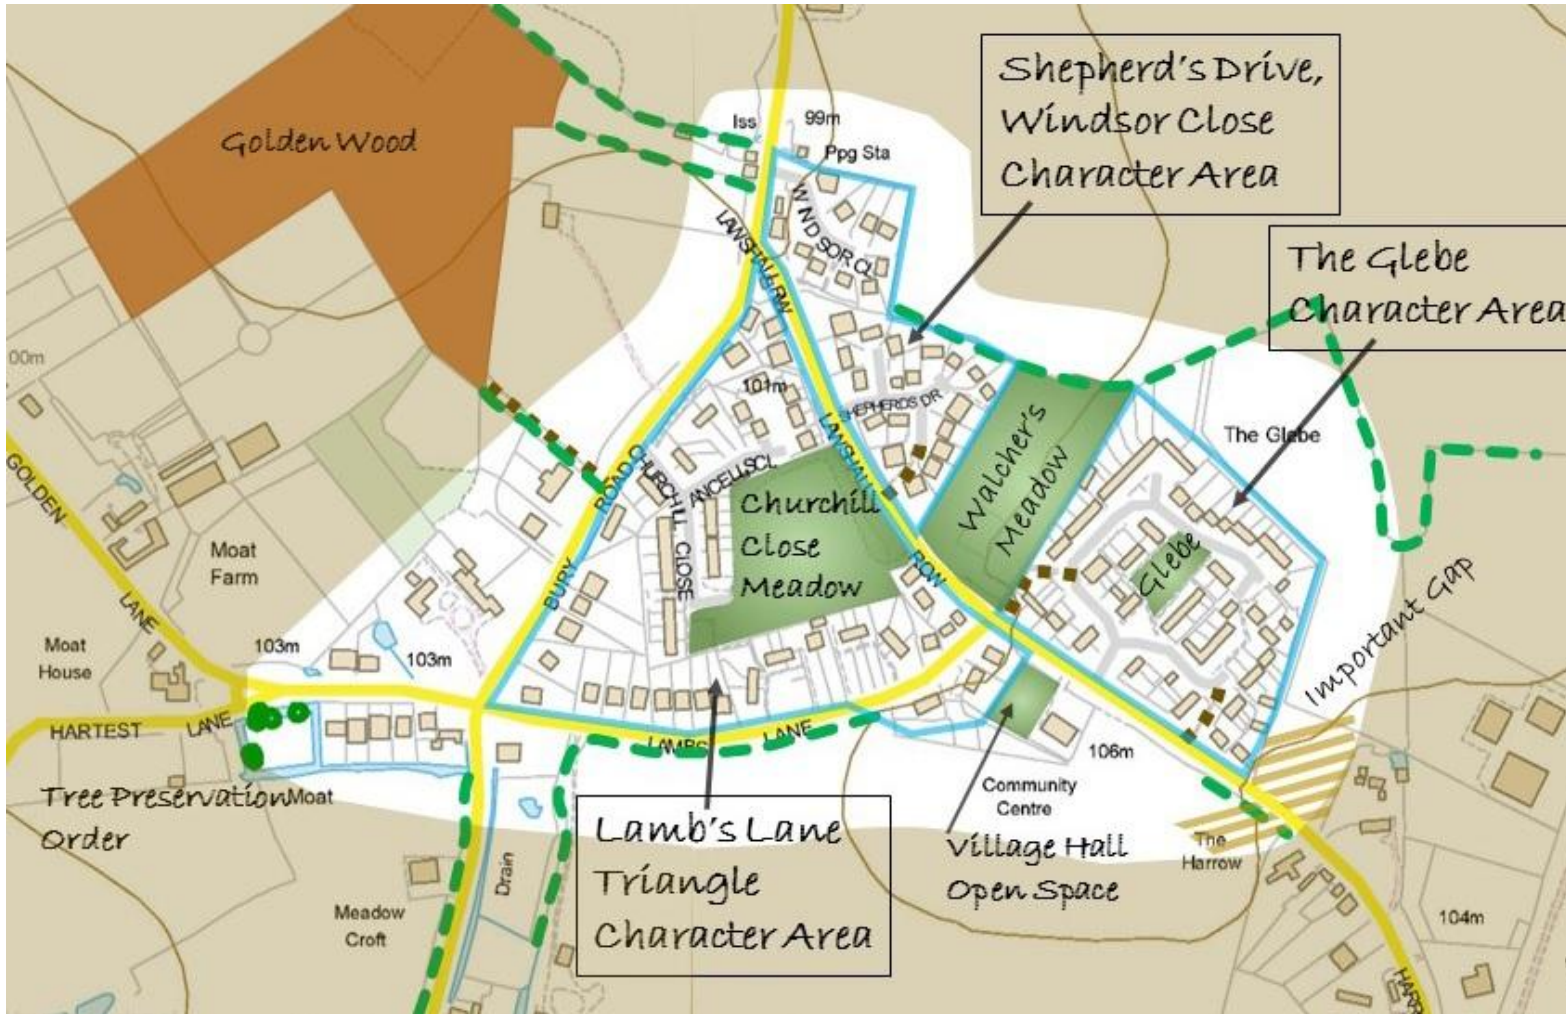 Golden Wood
Iss
99m
Ppg Sta
Shepherd's Drive,
Windsor Close
Character Area
WINDSOR CL
LAWSHALL RW
The Glebe
Character Area
00m
101m
SHEPHERDS DR
LAWSHALL
ROW
Walcher's
Meadow
The Glebe
Glebe
GOLDEN
LANE
BURY
ROAD
CHURCHILL
CLOSE
ANCELLS CL
Churchill
Close
Meadow
Moat
Farm
Moat
House
103m
103m
HARTEST
LANE
LAMBS
LANE
Important Gap
Tree Preservation
Order
Moat
106m
Community
Centre
Village Hall
Open Space
The
Harrow
Lamb's Lane
Triangle
Character Area
Drain
Meadow
Croft
104m
HARR